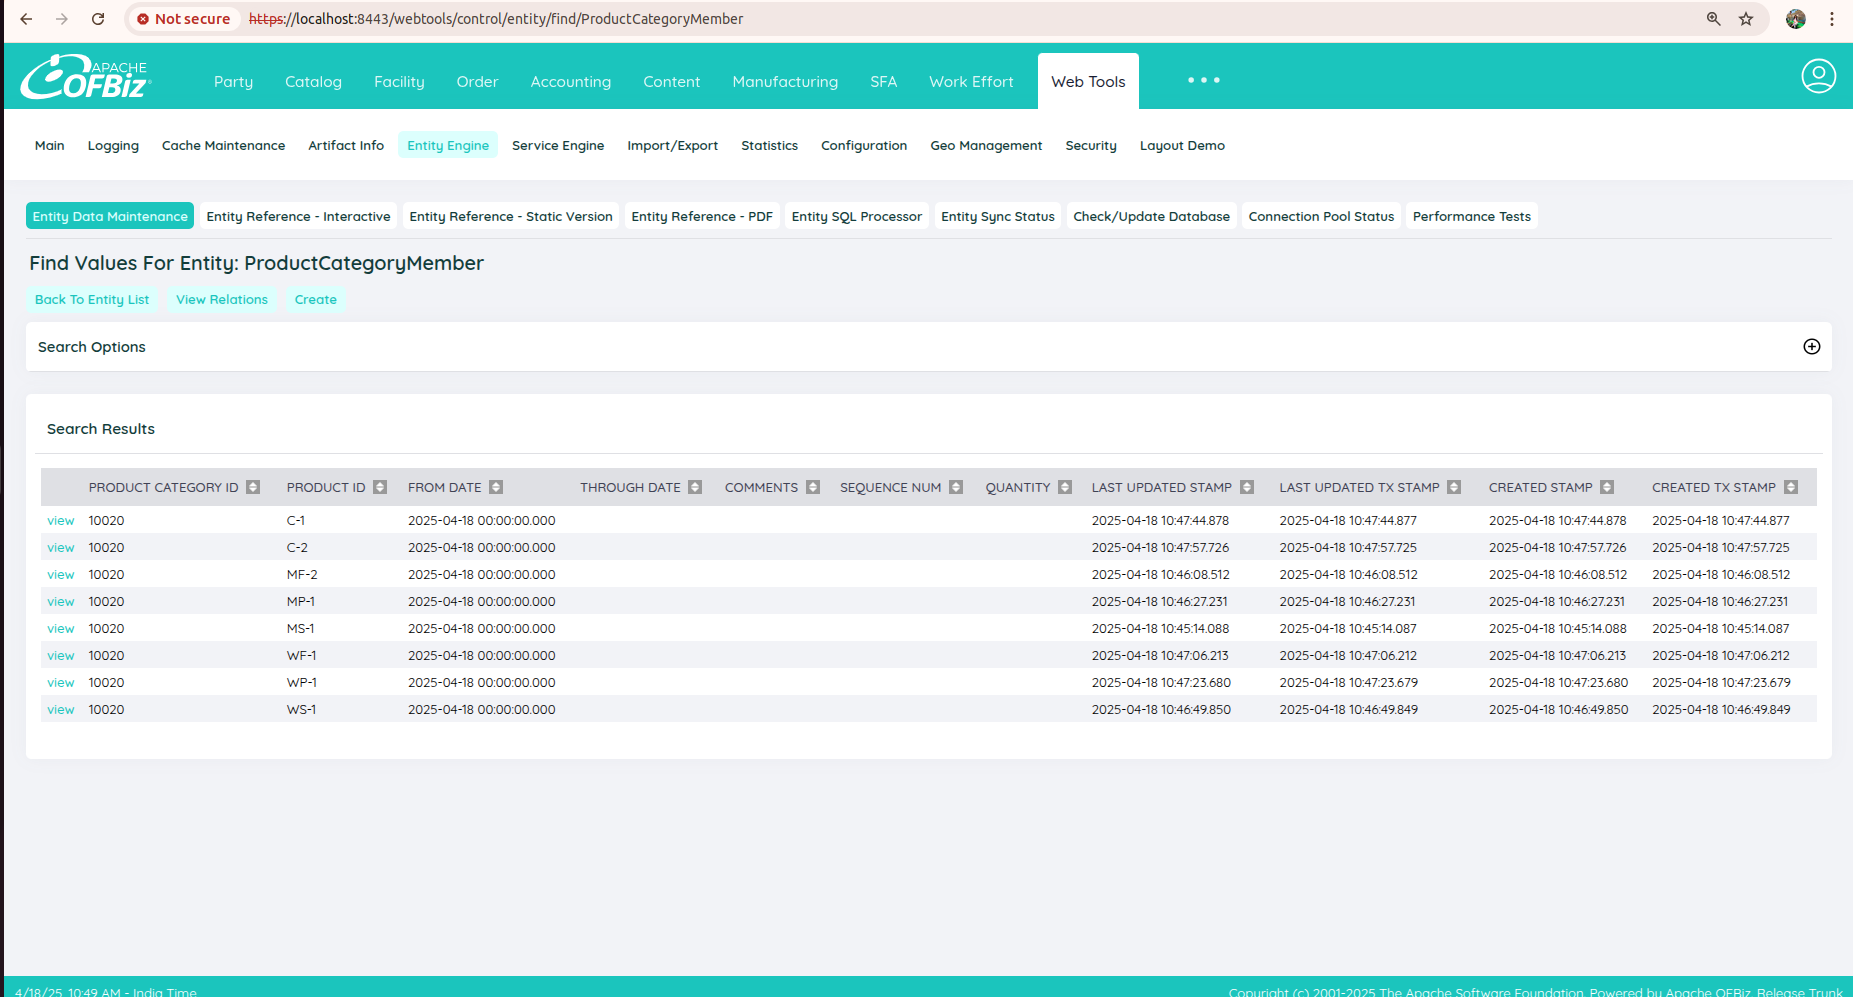 Not secure https://localhost:8443/webtools/control/entity/find/ProductCategoryMember
APACHE OFBiz Party Catalog Facility Order Accounting Content Manufacturing SFA Work Effort Web Tools
Main Logging Cache Maintenance Artifact Info Entity Engine Service Engine Import/Export Statistics Configuration Geo Management Security Layout Demo
Entity Data Maintenance Entity Reference - Interactive Entity Reference - Static Version Entity Reference - PDF Entity SQL Processor Entity Sync Status Check/Update Database Connection Pool Status Performance Tests
Find Values For Entity: ProductCategoryMember
Back To Entity List View Relations Create
Search Options
Search Results
PRODUCT CATEGORY ID PRODUCT ID FROM DATE THROUGH DATE COMMENTS SEQUENCE NUM QUANTITY LAST UPDATED STAMP LAST UPDATED TX STAMP CREATED STAMP CREATED TX STAMP
view 10020 C-1 2025-04-18 00:00:00.000 2025-04-18 10:47:44.878 2025-04-18 10:47:44.877 2025-04-18 10:47:44.878 2025-04-18 10:47:44.877
view 10020 C-2 2025-04-18 00:00:00.000 2025-04-18 10:47:57.726 2025-04-18 10:47:57.725 2025-04-18 10:47:57.726 2025-04-18 10:47:57.725
view 10020 MF-2 2025-04-18 00:00:00.000 2025-04-18 10:46:08.512 2025-04-18 10:46:08.512 2025-04-18 10:46:08.512 2025-04-18 10:46:08.512
view 10020 MP-1 2025-04-18 00:00:00.000 2025-04-18 10:46:27.231 2025-04-18 10:46:27.231 2025-04-18 10:46:27.231 2025-04-18 10:46:27.231
view 10020 MS-1 2025-04-18 00:00:00.000 2025-04-18 10:45:14.088 2025-04-18 10:45:14.087 2025-04-18 10:45:14.088 2025-04-18 10:45:14.087
view 10020 WF-1 2025-04-18 00:00:00.000 2025-04-18 10:47:06.213 2025-04-18 10:47:06.212 2025-04-18 10:47:06.213 2025-04-18 10:47:06.212
view 10020 WP-1 2025-04-18 00:00:00.000 2025-04-18 10:47:23.680 2025-04-18 10:47:23.679 2025-04-18 10:47:23.680 2025-04-18 10:47:23.679
view 10020 WS-1 2025-04-18 00:00:00.000 2025-04-18 10:46:49.850 2025-04-18 10:46:49.849 2025-04-18 10:46:49.850 2025-04-18 10:46:49.849
4/18/25, 10:49 AM - India Time Copyright (c) 2001-2025 The Apache Software Foundation. Powered by Apache OFBiz. Release Trunk